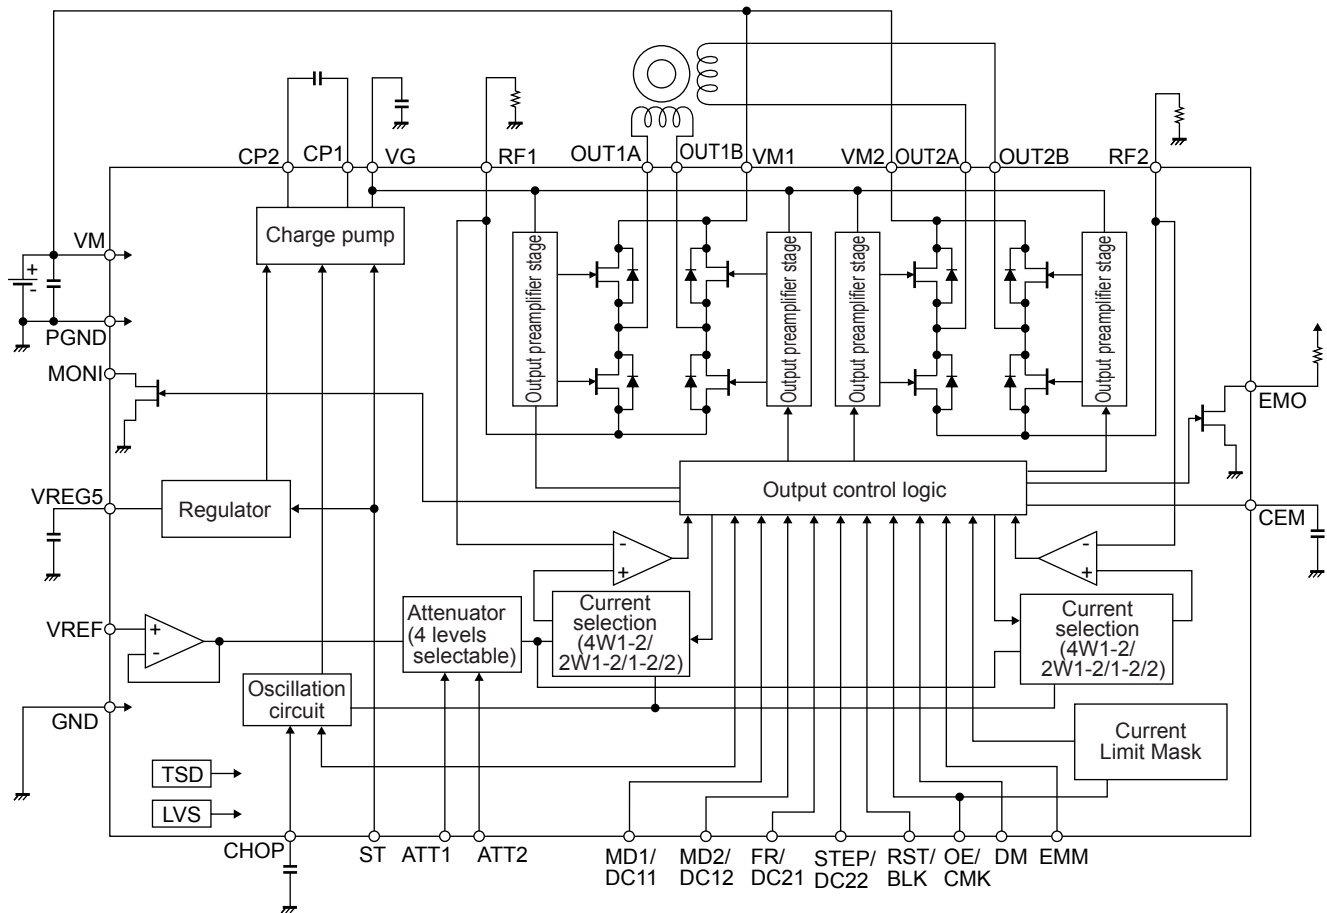 CP2
CP1
VG
RF1
OUT1A
OUT1B
VM1
VM2
OUT2A
OUT2B
RF2
VM
+
-
PGND
MONI
Charge pump
Output preamplifier stage
Output preamplifier stage
Output preamplifier stage
Output preamplifier stage
EMO
VREG5
Regulator
Output control logic
CEM
-
+
-
+
VREF
+
-
Attenuator
(4 levels
selectable)
Current
selection
(4W1-2/
2W1-2/1-2/2)
Current
selection
(4W1-2/
2W1-2/1-2/2)
GND
Oscillation
circuit
Current
Limit Mask
TSD
LVS
CHOP
ST
ATT1
ATT2
MD1/
DC11
MD2/
DC12
FR/
DC21
STEP/
DC22
RST/
BLK
OE/
CMK
DM
EMM